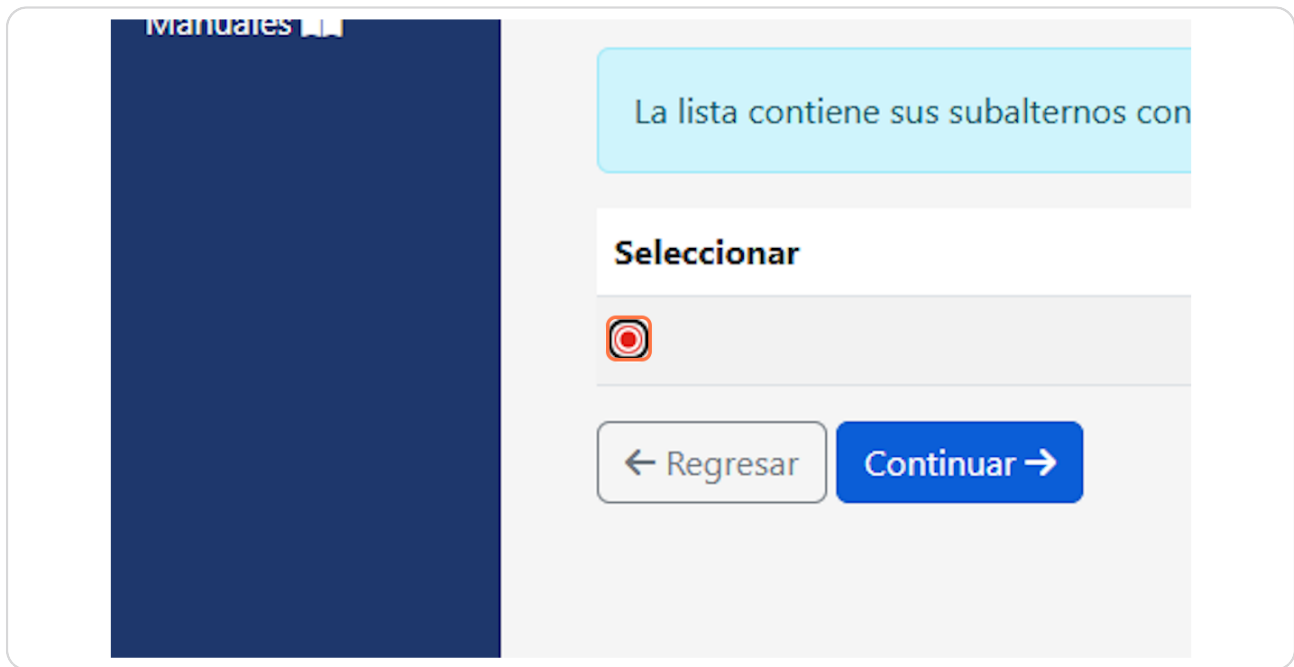 Manuales
La lista contiene sus subalternos con
Seleccionar
← Regresar
Continuar →